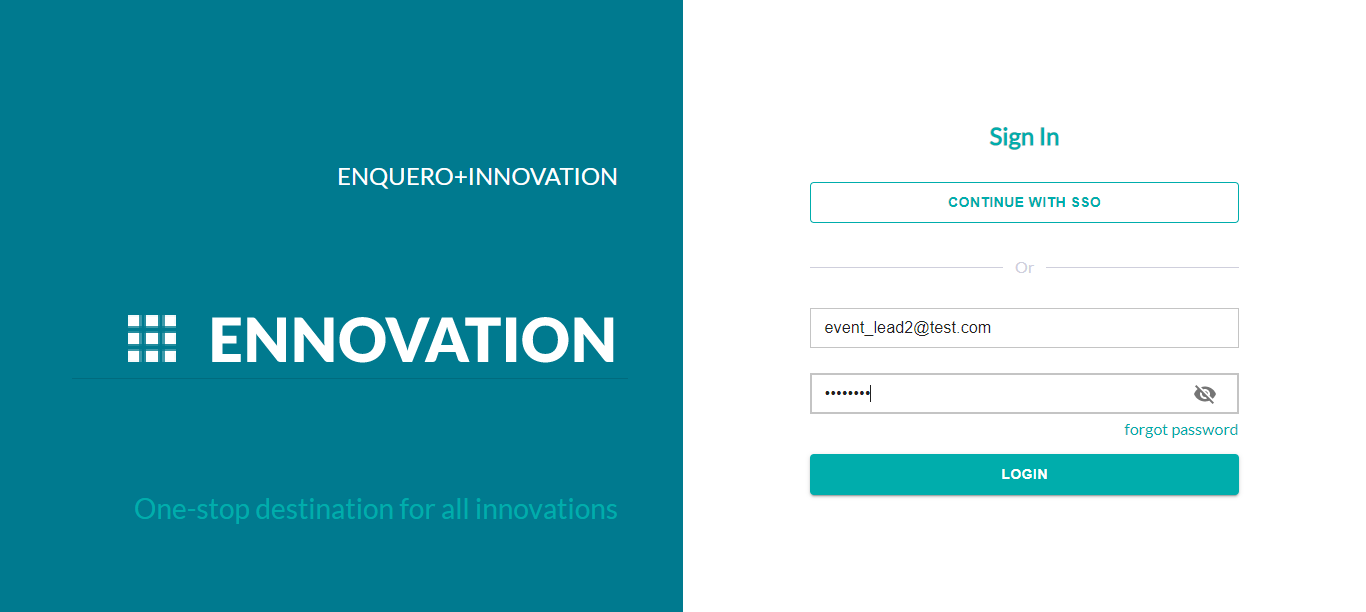 ENQUERO+INNOVATION
ENNOVATION
One-stop destination for all innovations
Sign In
CONTINUE WITH SSO
Or
event_lead2@test.com
••••••••
forgot password
LOGIN